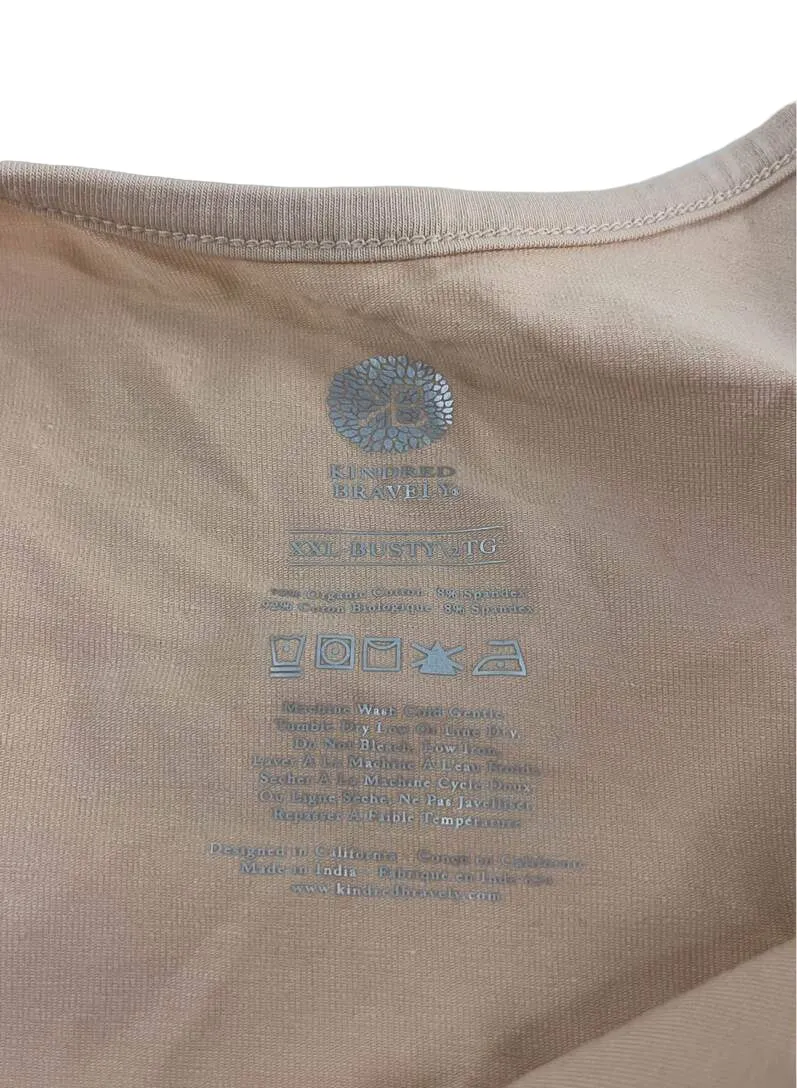 KB
KINDRED
BRAVELY®
XXL-BUSTY TG
Organic Cotton 8% Spandex
92% Coton Biologique 8% Spandex
Machine Wash Cold Gentle,
Tumble Dry Low Or Line Dry,
Do Not Bleach, Low Iron.
Laver À La Machine À L'eau Froide,
Sécher À La Machine Cycle Doux
Ou Ligne Sèche, Ne Pas Javelliser,
Repasser À Faible Température
Designed in California - Conçu en Californie
Made in India - Fabriqué en Inde
www.kindredbravely.com